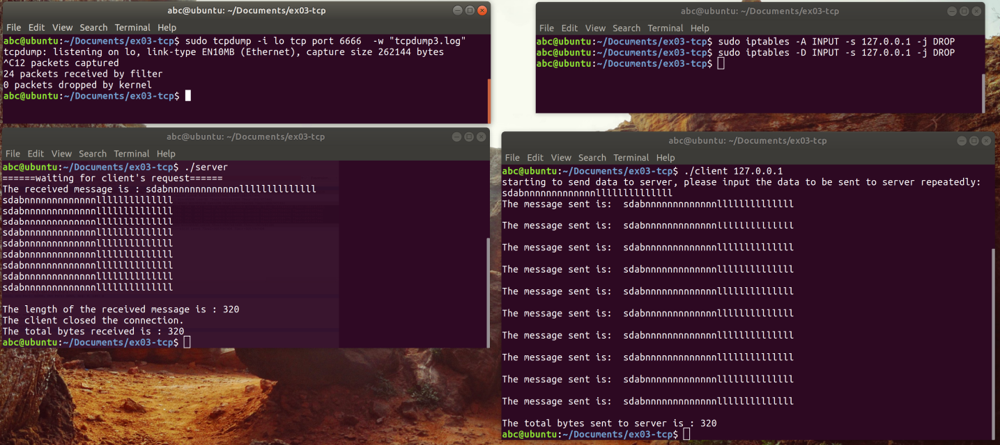 abc@ubuntu: ~/Documents/ex03-tcp
File Edit View Search Terminal Help
abc@ubuntu:~/Documents/ex03-tcp$ sudo tcpdump -i lo tcp port 6666  -w "tcpdump3.log"
tcpdump: listening on lo, link-type EN10MB (Ethernet), capture size 262144 bytes
^C12 packets captured
24 packets received by filter
0 packets dropped by kernel
abc@ubuntu:~/Documents/ex03-tcp$
abc@ubuntu: ~/Documents/ex03-tcp
File Edit View Search Terminal Help
abc@ubuntu:~/Documents/ex03-tcp$ sudo iptables -A INPUT -s 127.0.0.1 -j DROP
abc@ubuntu:~/Documents/ex03-tcp$ sudo iptables -D INPUT -s 127.0.0.1 -j DROP
abc@ubuntu:~/Documents/ex03-tcp$
abc@ubuntu: ~/Documents/ex03-tcp
File Edit View Search Terminal Help
abc@ubuntu:~/Documents/ex03-tcp$ ./server
======waiting for client's request======
The received message is : sdabnnnnnnnnnnnnnllllllllllllll
sdabnnnnnnnnnnnnnllllllllllllll
sdabnnnnnnnnnnnnnllllllllllllll
sdabnnnnnnnnnnnnnllllllllllllll
sdabnnnnnnnnnnnnnllllllllllllll
sdabnnnnnnnnnnnnnllllllllllllll
sdabnnnnnnnnnnnnnllllllllllllll
sdabnnnnnnnnnnnnnllllllllllllll
sdabnnnnnnnnnnnnnllllllllllllll
sdabnnnnnnnnnnnnnllllllllllllll
The length of the received message is : 320
The client closed the connection.
The total bytes received is : 320
abc@ubuntu:~/Documents/ex03-tcp$
abc@ubuntu: ~/Documents/ex03-tcp
File Edit View Search Terminal Help
abc@ubuntu:~/Documents/ex03-tcp$ ./client 127.0.0.1
starting to send data to server, please input the data to be sent to server repeatedly:
sdabnnnnnnnnnnnnnllllllllllllll
The message sent is:  sdabnnnnnnnnnnnnnllllllllllllll
The message sent is:  sdabnnnnnnnnnnnnnllllllllllllll
The message sent is:  sdabnnnnnnnnnnnnnllllllllllllll
The message sent is:  sdabnnnnnnnnnnnnnllllllllllllll
The message sent is:  sdabnnnnnnnnnnnnnllllllllllllll
The message sent is:  sdabnnnnnnnnnnnnnllllllllllllll
The message sent is:  sdabnnnnnnnnnnnnnllllllllllllll
The message sent is:  sdabnnnnnnnnnnnnnllllllllllllll
The message sent is:  sdabnnnnnnnnnnnnnllllllllllllll
The message sent is:  sdabnnnnnnnnnnnnnllllllllllllll
The total bytes sent to server is : 320
abc@ubuntu:~/Documents/ex03-tcp$